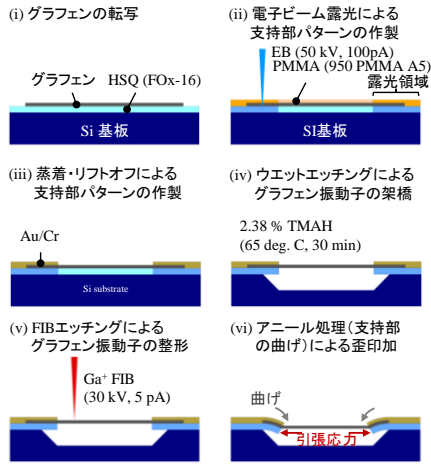 (i) グラフェンの転写
グラフェン
HSQ (FOx-16)
Si 基板
(ii) 電子ビーム露光による
支持部パターンの作製
EB (50 kV, 100pA)
PMMA (950 PMMA A5)
露光領域
SI基板
(iii) 蒸着・リフトオフによる
支持部パターンの作製
Au/Cr
Si substrate
(iv) ウエットエッチングによる
グラフェン振動子の架橋
2.38 % TMAH
(65 deg. C, 30 min)
(v) FIBエッチングによる
グラフェン振動子の整形
Ga⁺ FIB
(30 kV, 5 pA)
(vi) アニール処理(支持部
の曲げ)による歪印加
曲げ
引張応力